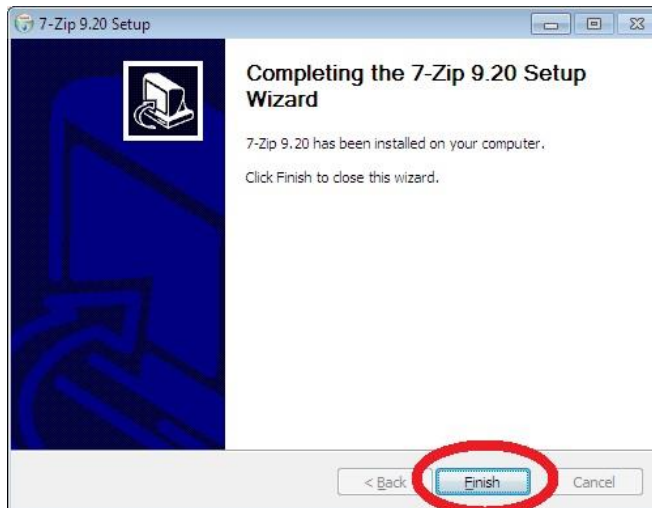 7-Zip 9.20 Setup
Completing the 7-Zip 9.20 Setup
Wizard
7-Zip 9.20 has been installed on your computer.
Click Finish to close this wizard.
< Back
Finish
Cancel